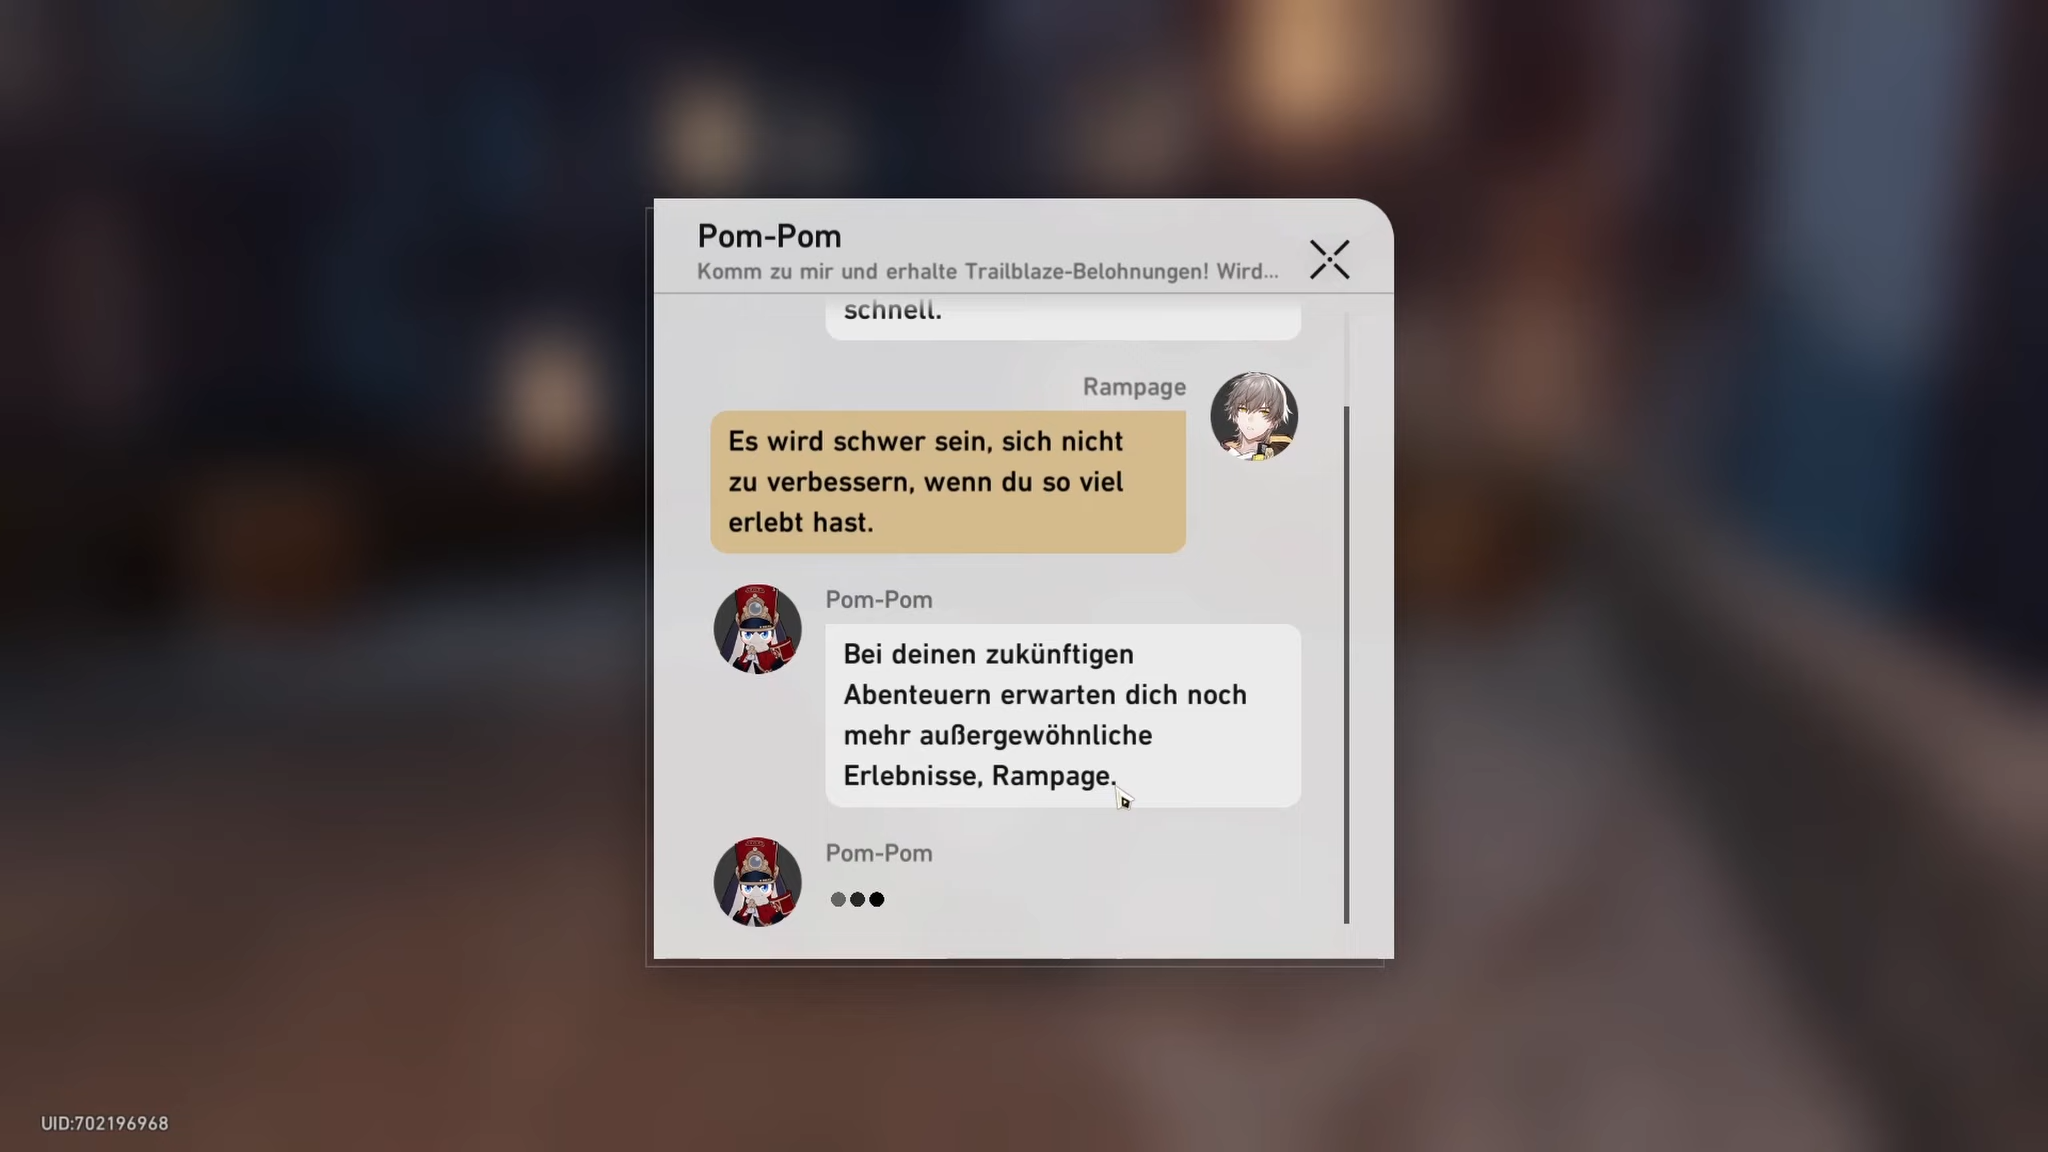 Pom-Pom
Komm zu mir und erhalte Trailblaze-Belohnungen! Wird...
schnell.
Rampage
Es wird schwer sein, sich nicht
zu verbessern, wenn du so viel
erlebt hast.
Pom-Pom
Bei deinen zukünftigen
Abenteuern erwarten dich noch
mehr außergewöhnliche
Erlebnisse, Rampage.
Pom-Pom
UID:702196968